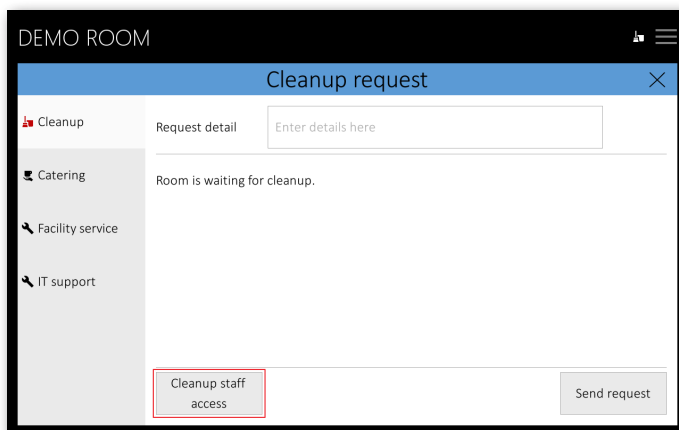 DEMO ROOM
Cleanup request
Cleanup
Catering
Facility service
IT support
Request detail
Enter details here
Room is waiting for cleanup.
Cleanup staff
access
Send request